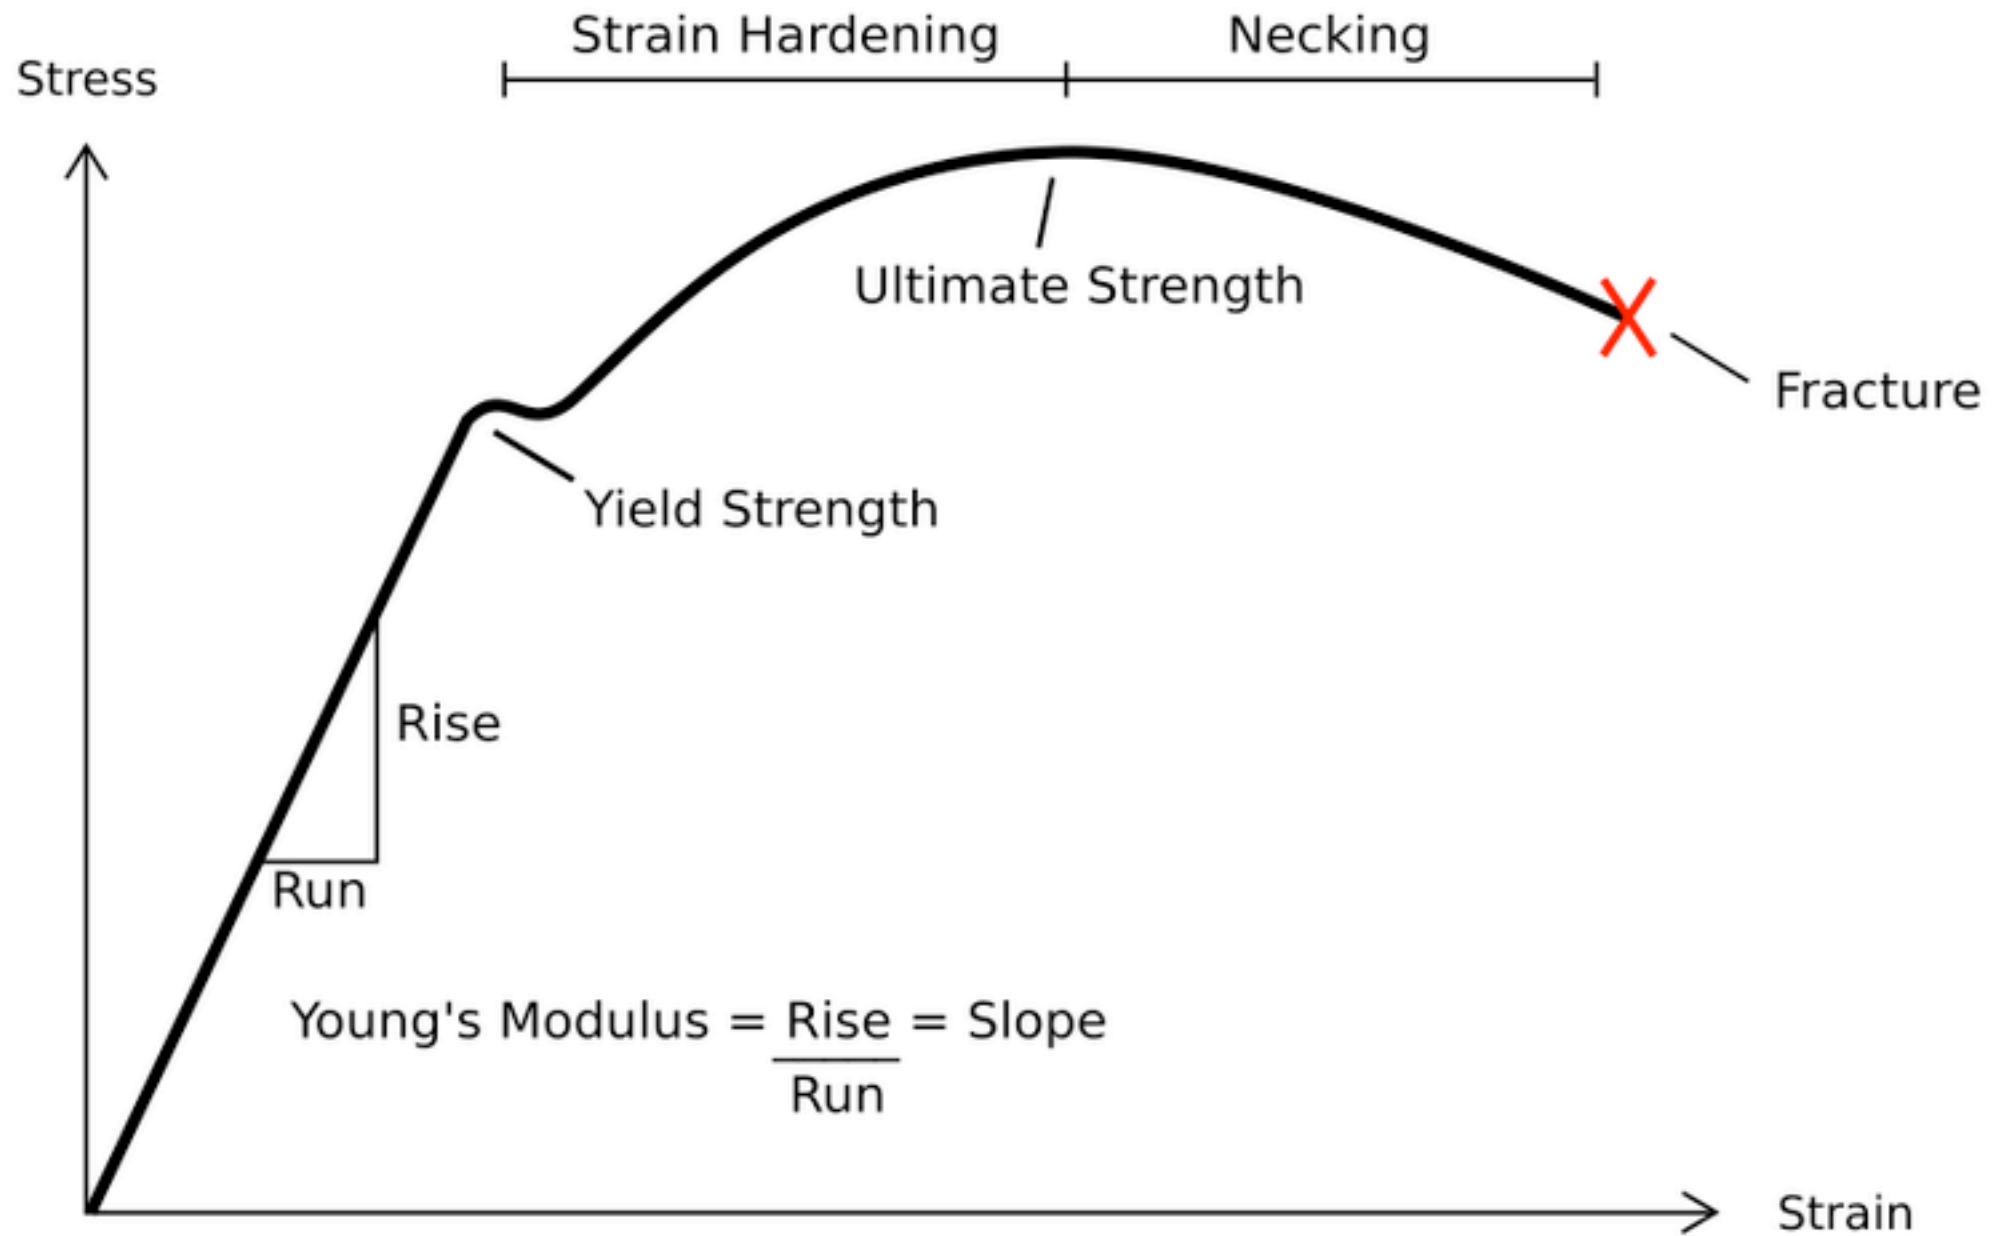 Strain Hardening
Necking
Stress
Ultimate Strength
Fracture
Yield Strength
Rise
Run
Young's Modulus = Rise = Slope
Run
Strain